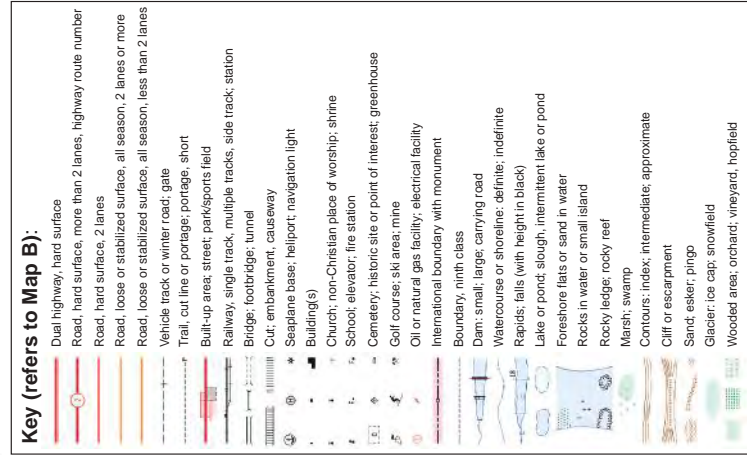 Key (refers to Map B):
Dual highway, hard surface
Road, hard surface, more than 2 lanes, highway route number
Road, hard surface, 2 lanes
Road, loose or stabilized surface, all season, 2 lanes or more
Road, loose or stabilized surface, all season, less than 2 lanes
Vehicle track or winter road; gate
Trail, cut line or portage; portage, short
Built-up area; street; park/sports field
Railway, single track, multiple tracks, side track; station
Bridge; footbridge; tunnel
Cut; embankment, causeway
Seaplane base; heliport; navigation light
Building(s)
Church; non-Christian place of worship; shrine
School; elevator; fire station
Cemetery; historic site or point of interest; greenhouse
Golf course; ski area; mine
Oil or natural gas facility; electrical facility
International boundary with monument
Boundary, ninth class
Dam: small; large; carrying road
Watercourse or shoreline: definite; indefinite
Rapids; falls (with height in black)
Lake or pond; slough, intermittent lake or pond
Foreshore flats or sand in water
Rocks in water or small island
Rocky ledge; rocky reef
Marsh; swamp
Contours: index; intermediate; approximate
Cliff or escarpment
Sand; esker; pingo
Glacier: ice cap; snowfield
Wooded area; orchard; vineyard, hopfield